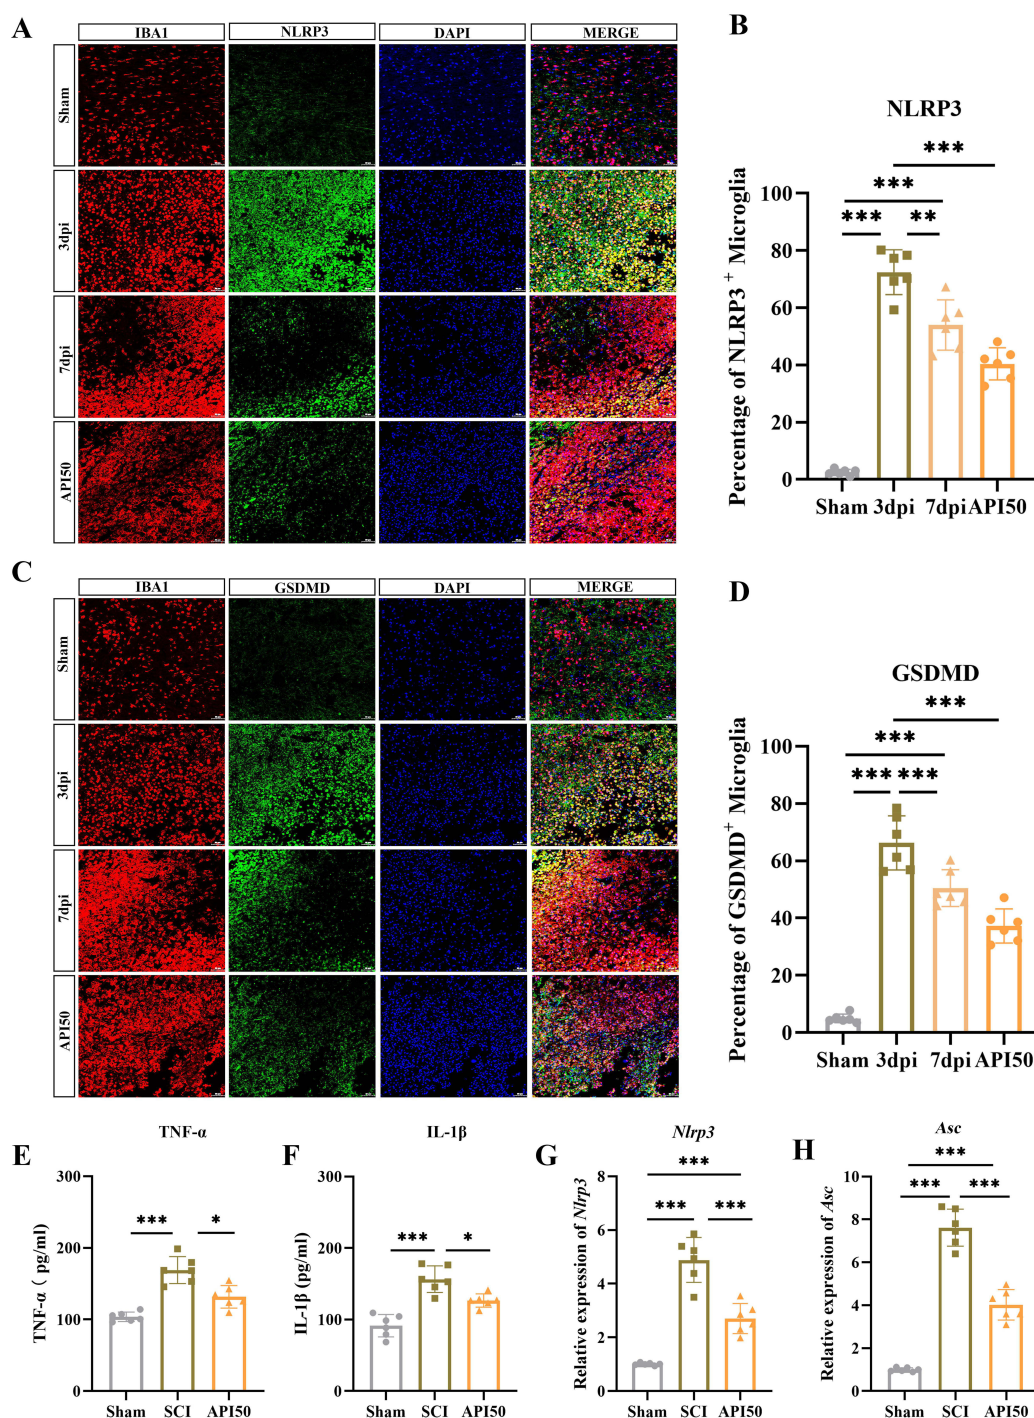 A
IBA1 NLRP3 DAPI MERGE
Sham
3dpi
7dpi
API50
B
NLRP3
***
***
*** **
Percentage of NLRP3⁺ Microglia
100
80
60
40
20
0
Sham 3dpi 7dpi API50
C
IBA1 GSDMD DAPI MERGE
Sham
3dpi
7dpi
API50
D
GSDMD
***
***
*** ***
Percentage of GSDMD⁺ Microglia
100
80
60
40
20
0
Sham 3dpi 7dpi API50
E
TNF-α
*** *
TNF-α（ pg/ml)
300
200
100
0
Sham SCI API50
F
IL-1β
*** *
IL-1β (pg/ml)
300
200
100
0
Sham SCI API50
G
Nlrp3
***
*** ***
Relative expression of Nlrp3
8
6
4
2
0
Sham SCI API50
H
Asc
***
*** ***
Relative expression of Asc
10
8
6
4
2
0
Sham SCI API50